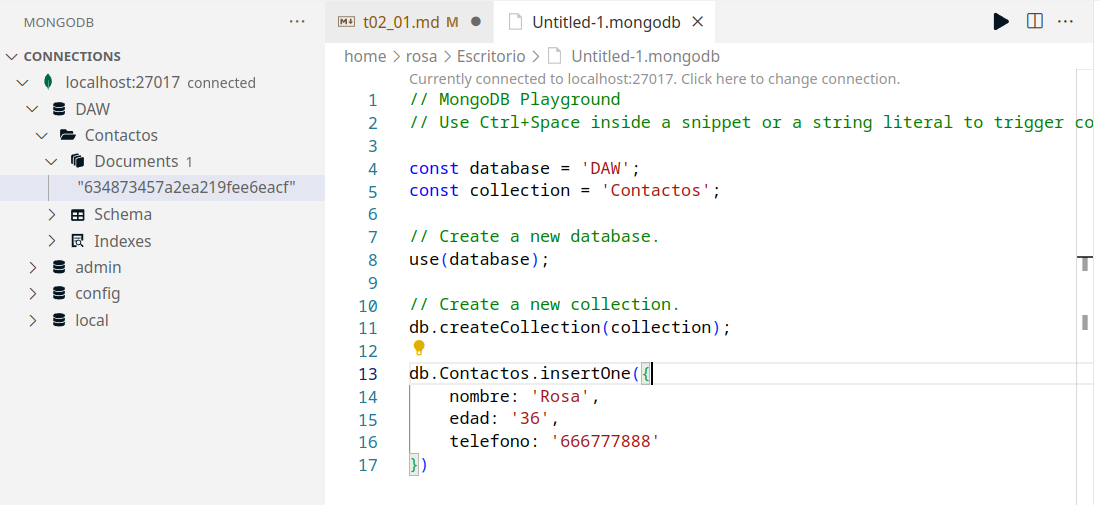 MONGODB ...
CONNECTIONS
localhost:27017 connected
DAW
Contactos
Documents 1
"634873457a2ea219fee6eacf"
Schema
Indexes
admin
config
local
t02_01.md M
Untitled-1.mongodb
home > rosa > Escritorio > Untitled-1.mongodb
Currently connected to localhost:27017. Click here to change connection.
1 // MongoDB Playground
2 // Use Ctrl+Space inside a snippet or a string literal to trigger co
3
4 const database = 'DAW';
5 const collection = 'Contactos';
6
7 // Create a new database.
8 use(database);
9
10 // Create a new collection.
11 db.createCollection(collection);
12
13 db.Contactos.insertOne({
14 nombre: 'Rosa',
15 edad: '36',
16 telefono: '666777888'
17 })